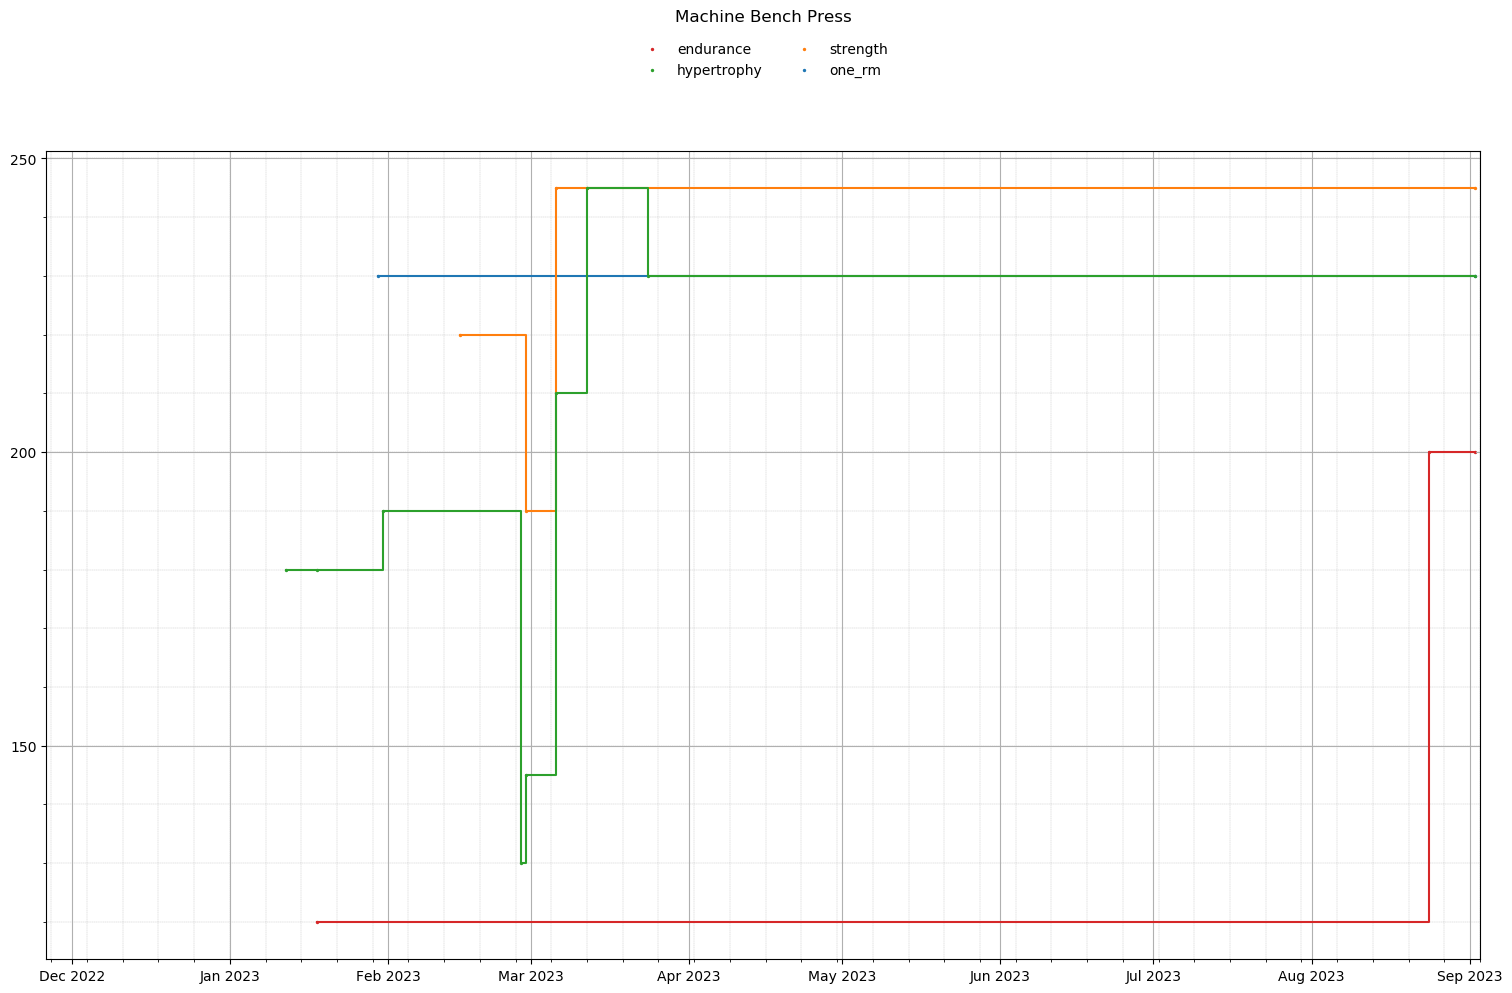 Machine Bench Press
endurance strength
hypertrophy one_rm
250
200
150
Dec 2022 Jan 2023 Feb 2023 Mar 2023 Apr 2023 May 2023 Jun 2023 Jul 2023 Aug 2023 Sep 2023